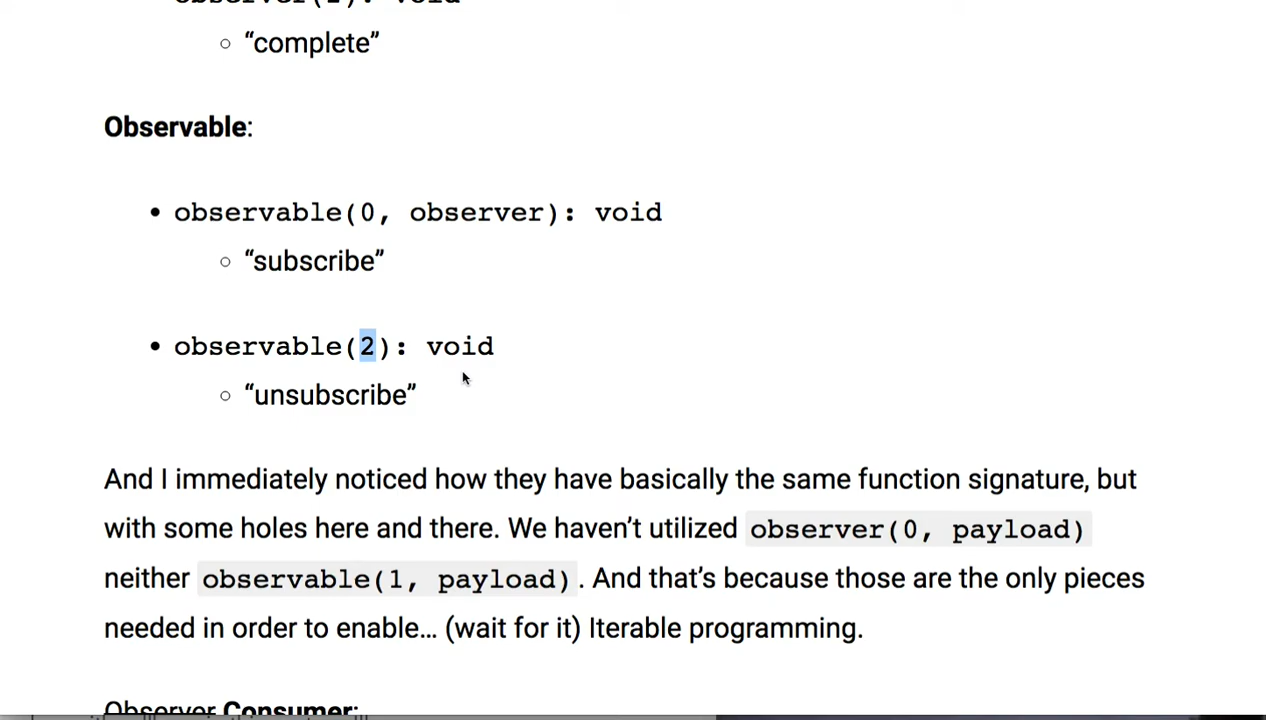 “complete”
Observable:
observable(0, observer): void
“subscribe”
observable(2): void
“unsubscribe”
And I immediately noticed how they have basically the same function signature, but
with some holes here and there. We haven’t utilized observer(0, payload)
neither observable(1, payload). And that’s because those are the only pieces
needed in order to enable… (wait for it) Iterable programming.
Observer Consumer: